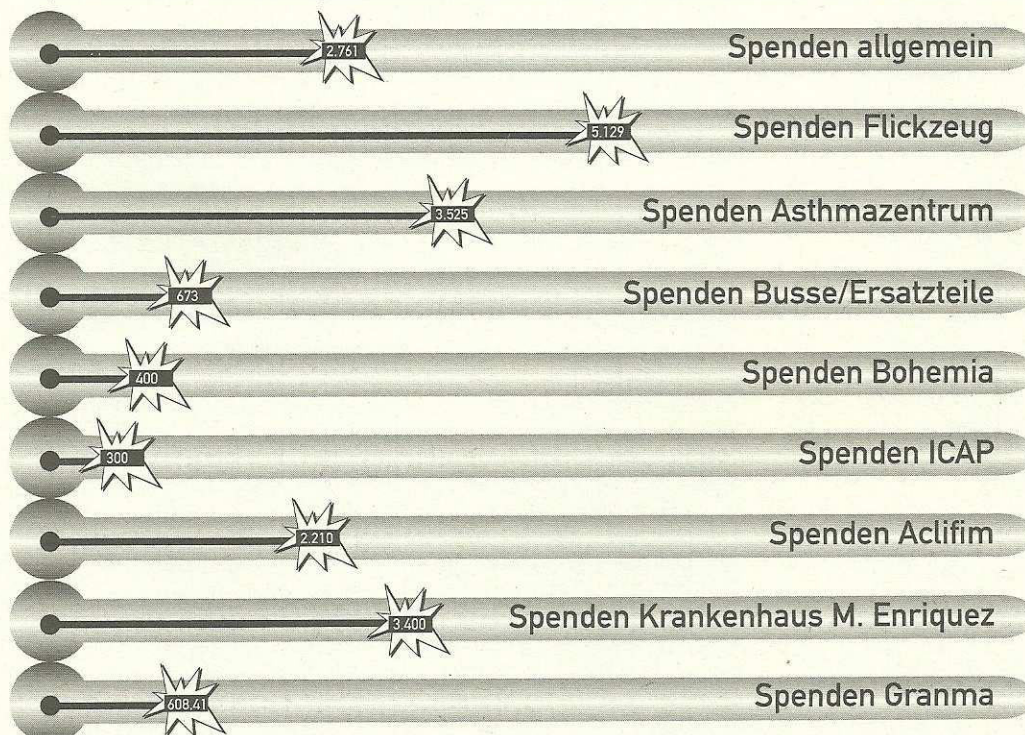 2.761 Spenden allgemein
5.129 Spenden Flickzeug
3.525 Spenden Asthmazentrum
673 Spenden Busse/Ersatzteile
400 Spenden Bohemia
300 Spenden ICAP
2.210 Spenden Aclifim
3.400 Spenden Krankenhaus M. Enriquez
608,41 Spenden Granma